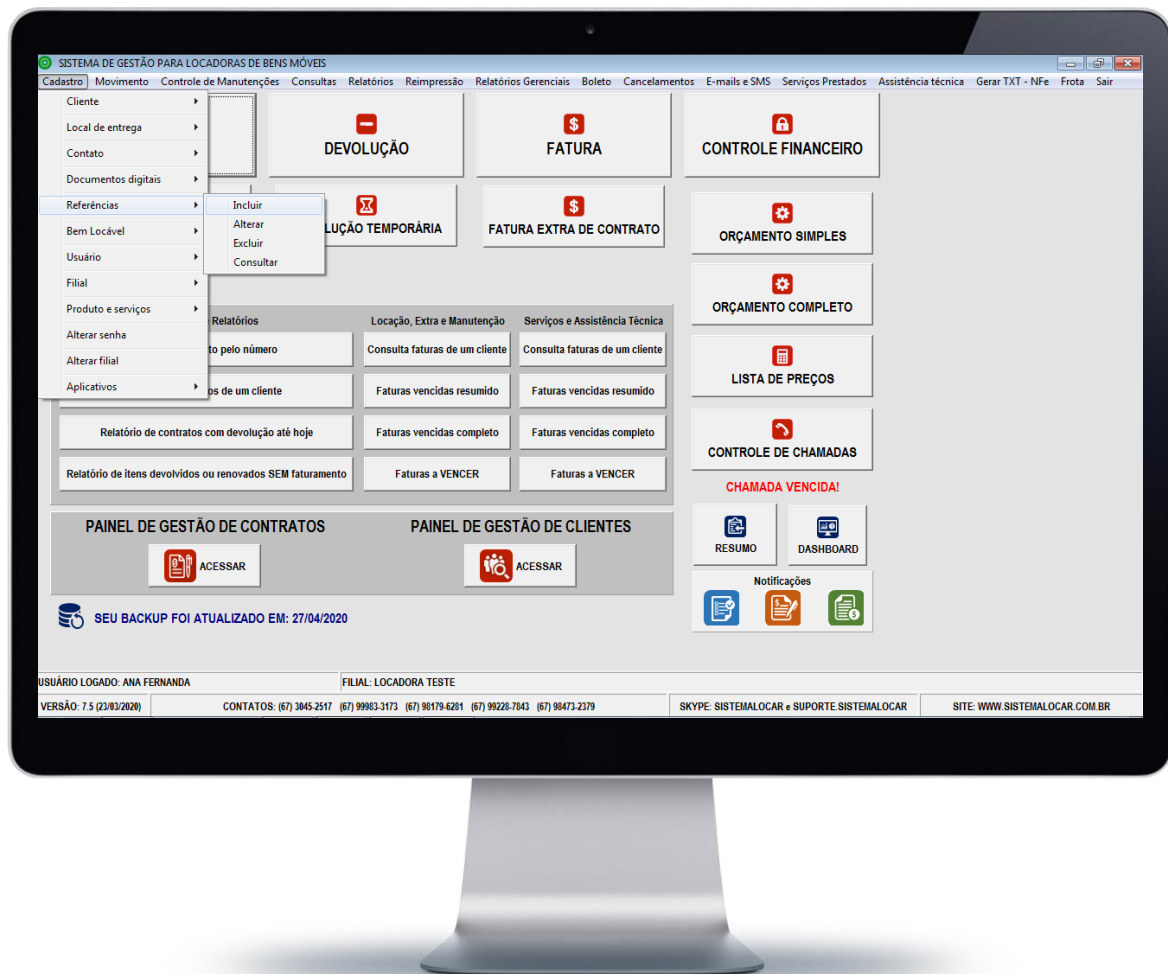 SISTEMA DE GESTÃO PARA LOCADORAS DE BENS MÓVEIS
Cadastro Movimento Controle de Manutenções Consultas Relatórios Reimpressão Relatórios Gerenciais Boleto Cancelamentos E-mails e SMS Serviços Prestados Assistência técnica Gerar TXT - NFe Frota Sair
Cliente
Local de entrega
Contato
Documentos digitais
Referências
Bem Locável
Usuário
Filial
Produto e serviços
Alterar senha
Alterar filial
Aplicativos
Incluir
Alterar
Excluir
Consultar
DEVOLUÇÃO
FATURA
CONTROLE FINANCEIRO
LUÇÃO TEMPORÁRIA
FATURA EXTRA DE CONTRATO
ORÇAMENTO SIMPLES
ORÇAMENTO COMPLETO
LISTA DE PREÇOS
CONTROLE DE CHAMADAS
CHAMADA VENCIDA!
Relatórios Locação, Extra e Manutenção Serviços e Assistência Técnica
to pelo número Consulta faturas de um cliente Consulta faturas de um cliente
os de um cliente Faturas vencidas resumido Faturas vencidas resumido
Relatório de contratos com devolução até hoje Faturas vencidas completo Faturas vencidas completo
Relatório de itens devolvidos ou renovados SEM faturamento Faturas a VENCER Faturas a VENCER
PAINEL DE GESTÃO DE CONTRATOS PAINEL DE GESTÃO DE CLIENTES
ACESSAR ACESSAR
RESUMO DASHBOARD
Notificações
SEU BACKUP FOI ATUALIZADO EM: 27/04/2020
USUÁRIO LOGADO: ANA FERNANDA FILIAL: LOCADORA TESTE
VERSÃO: 7.5 (23/03/2020) CONTATOS: (67) 3045-2517 (67) 99983-3173 (67) 98179-6281 (67) 99228-7843 (67) 98473-2379 SKYPE: SISTEMALOCAR e SUPORTE.SISTEMALOCAR SITE: WWW.SISTEMALOCAR.COM.BR